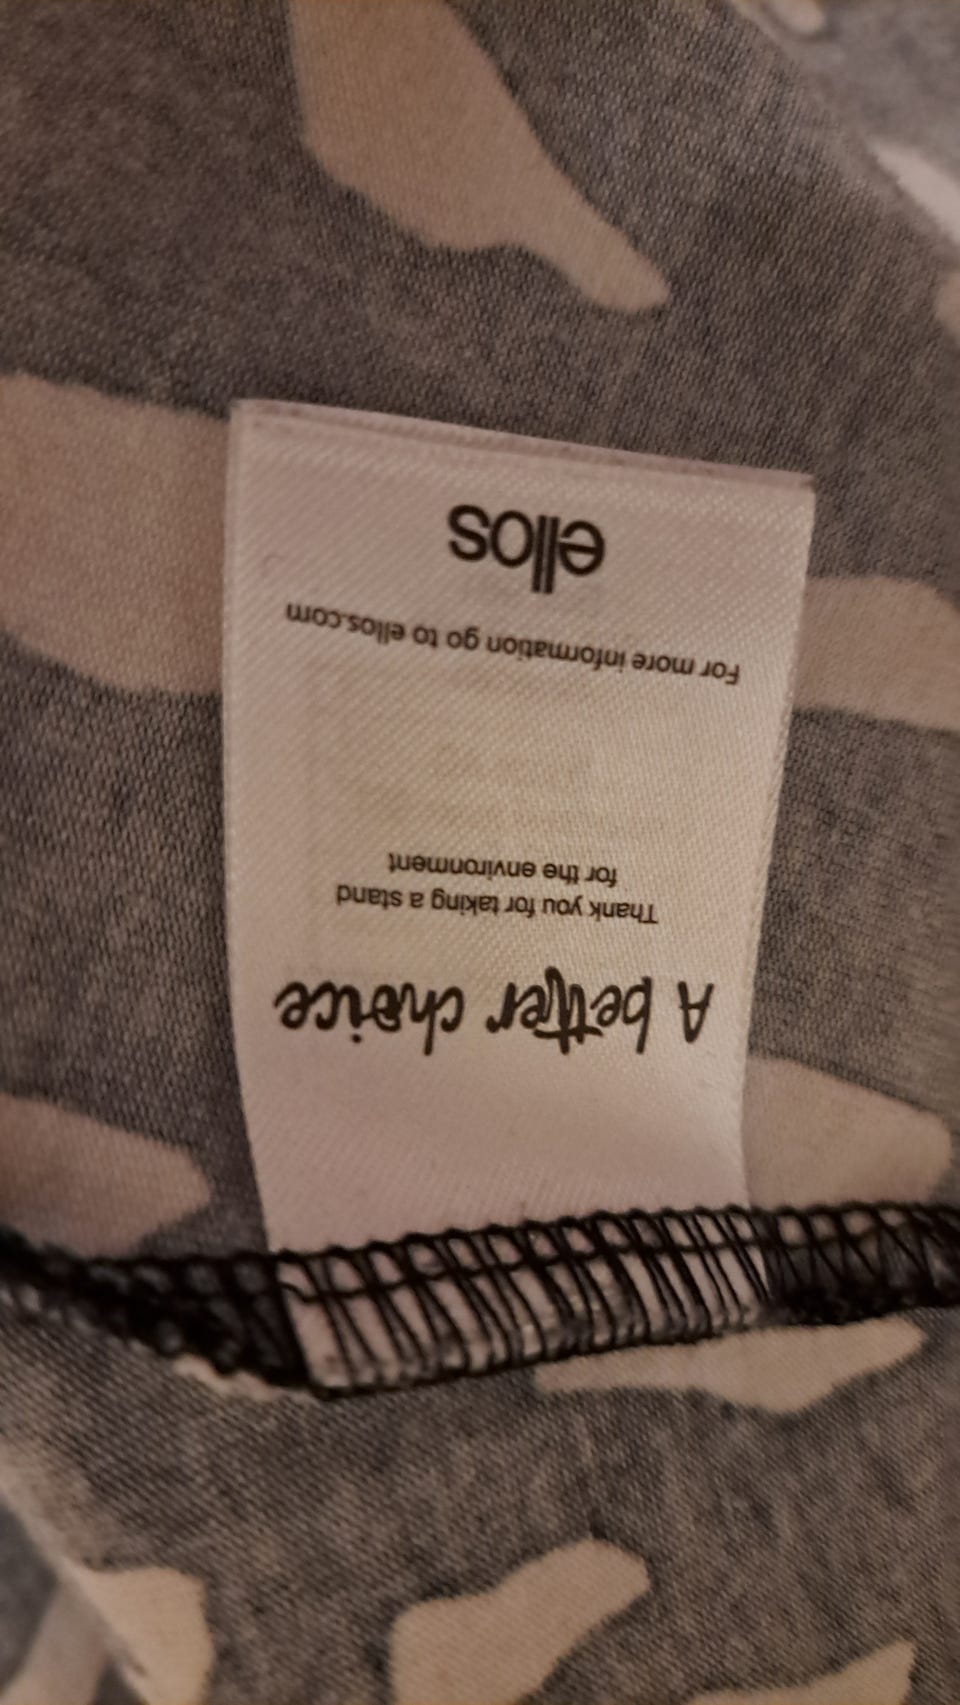 A better choice
Thank you for taking a stand
for the environment
For more information go to ellos.com
ellos